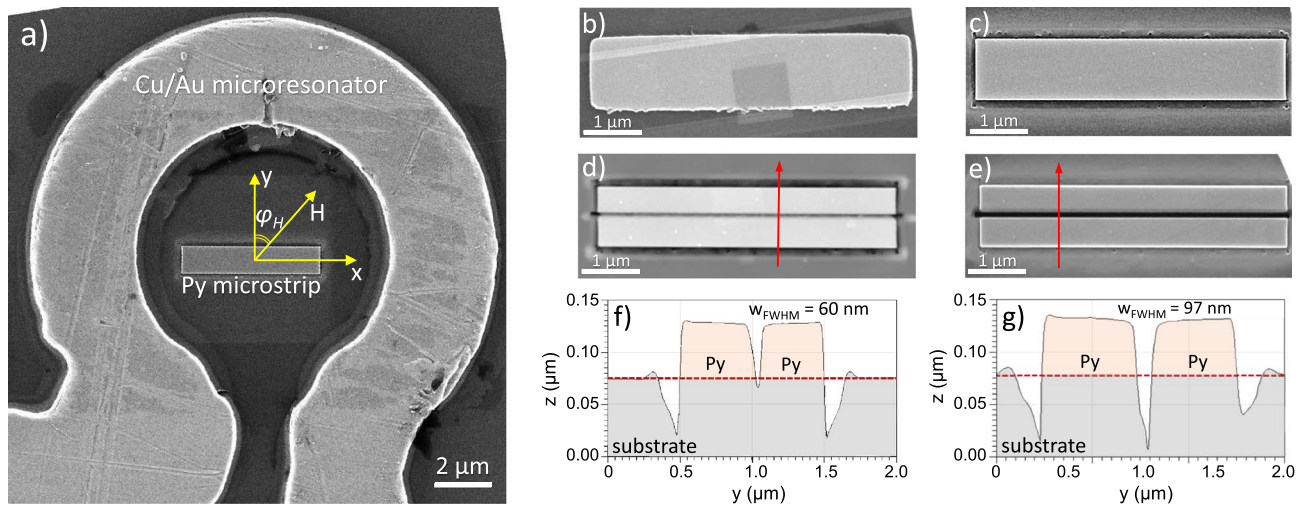 a)
Cu/Au microresonator
y
φH
H
x
Py microstrip
2 μm
b)
1 μm
c)
1 μm
d)
1 μm
e)
1 μm
f)
wFWHM = 60 nm
Py
Py
substrate
z (μm)
0.15
0.10
0.05
0.00
0
0.5
1.0
1.5
2.0
y (μm)
g)
wFWHM = 97 nm
Py
Py
substrate
z (μm)
0.15
0.10
0.05
0.00
0
0.5
1.0
1.5
2.0
y (μm)